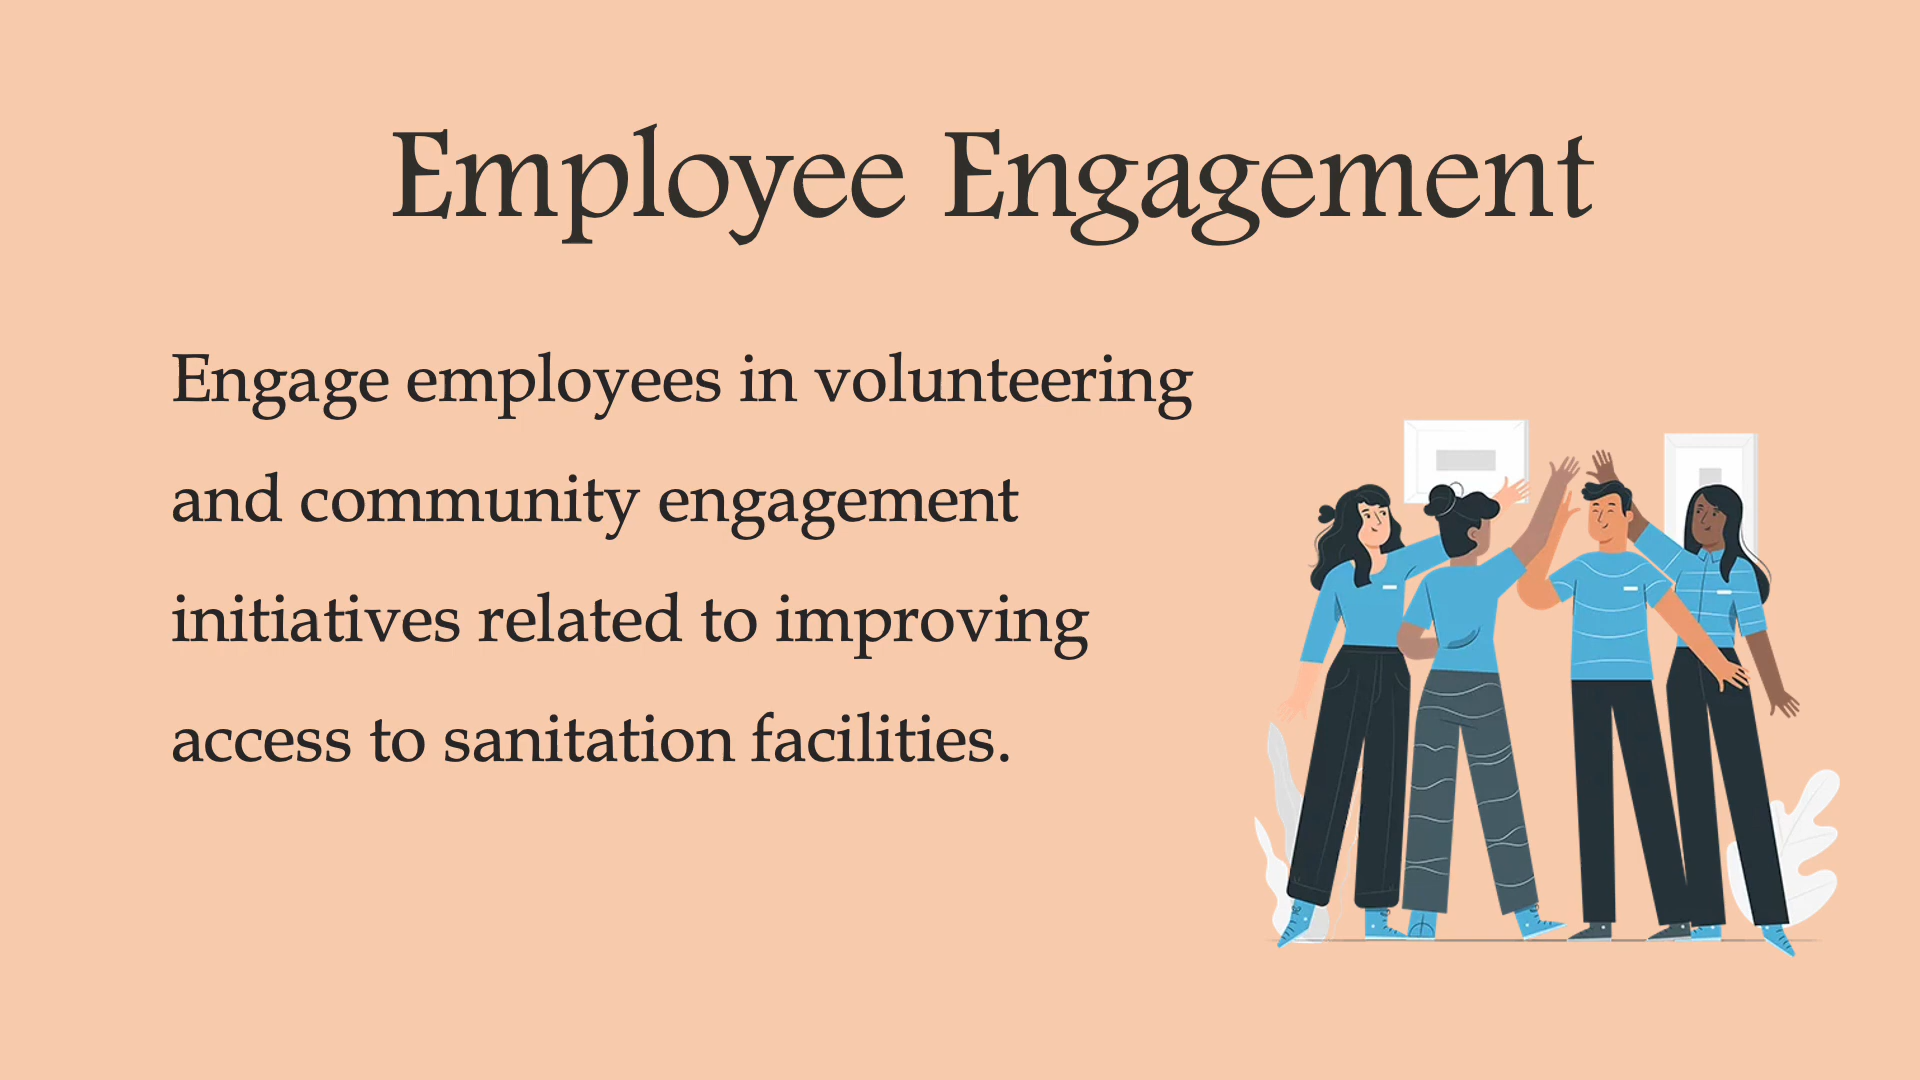 Employee Engagement
Engage employees in volunteering
and community engagement
initiatives related to improving
access to sanitation facilities.